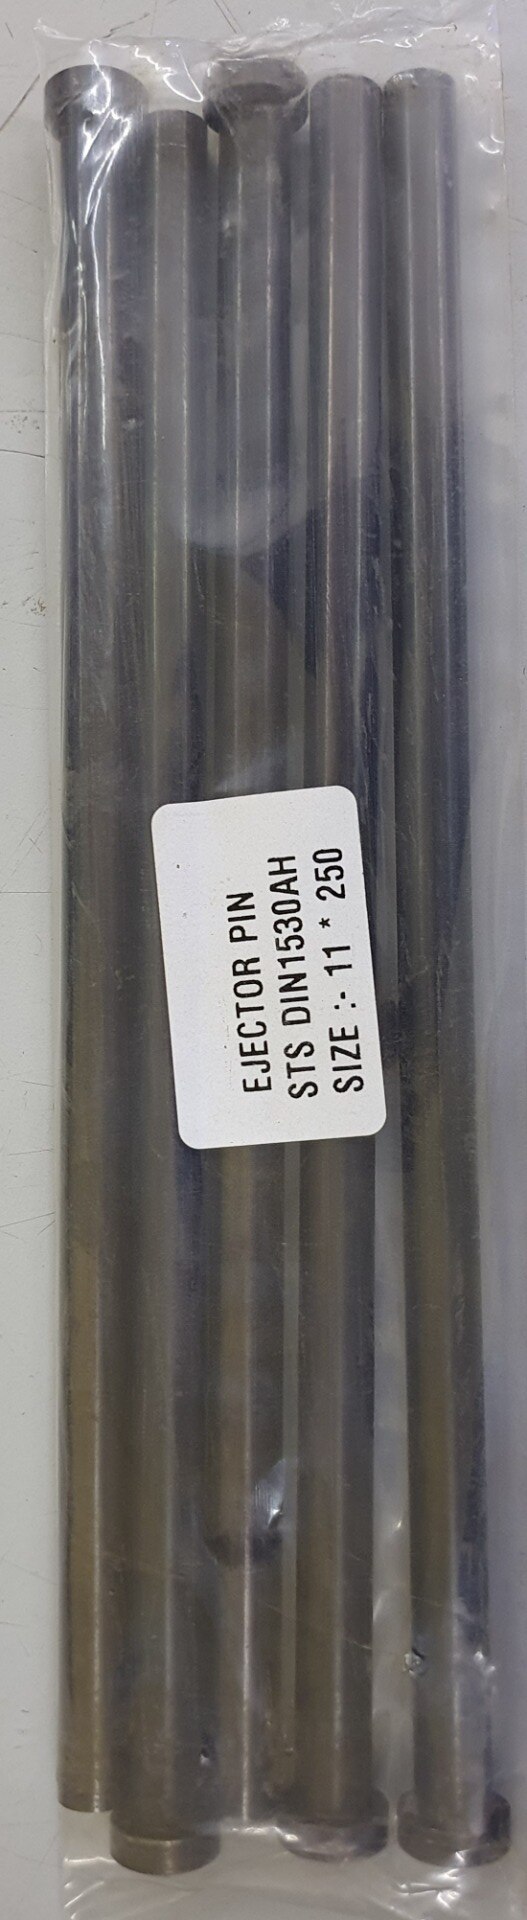 EJECTOR PIN
STS DIN1530AH
SIZE :- 11 * 250